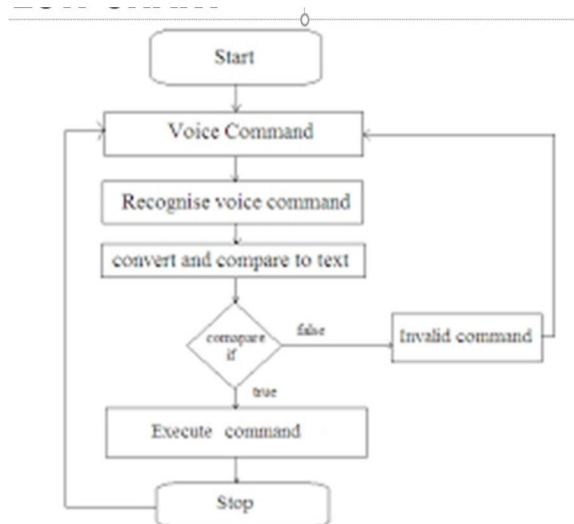 Start
Voice Command
Recognise voice command
convert and compare to text
comapare
if
false
Invalid command
true
Execute command
Stop